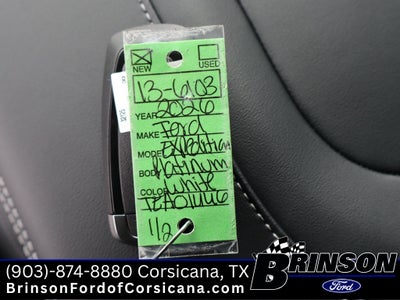 NEW
USED
13-6103
YEAR 2026
MAKE Ford
MODEL Expedition
BODY Platinum
COLOR White
1/2
(903)-874-8880 Corsicana, TX
BrinsonFordofCorsicana.com
BRINSON
Ford